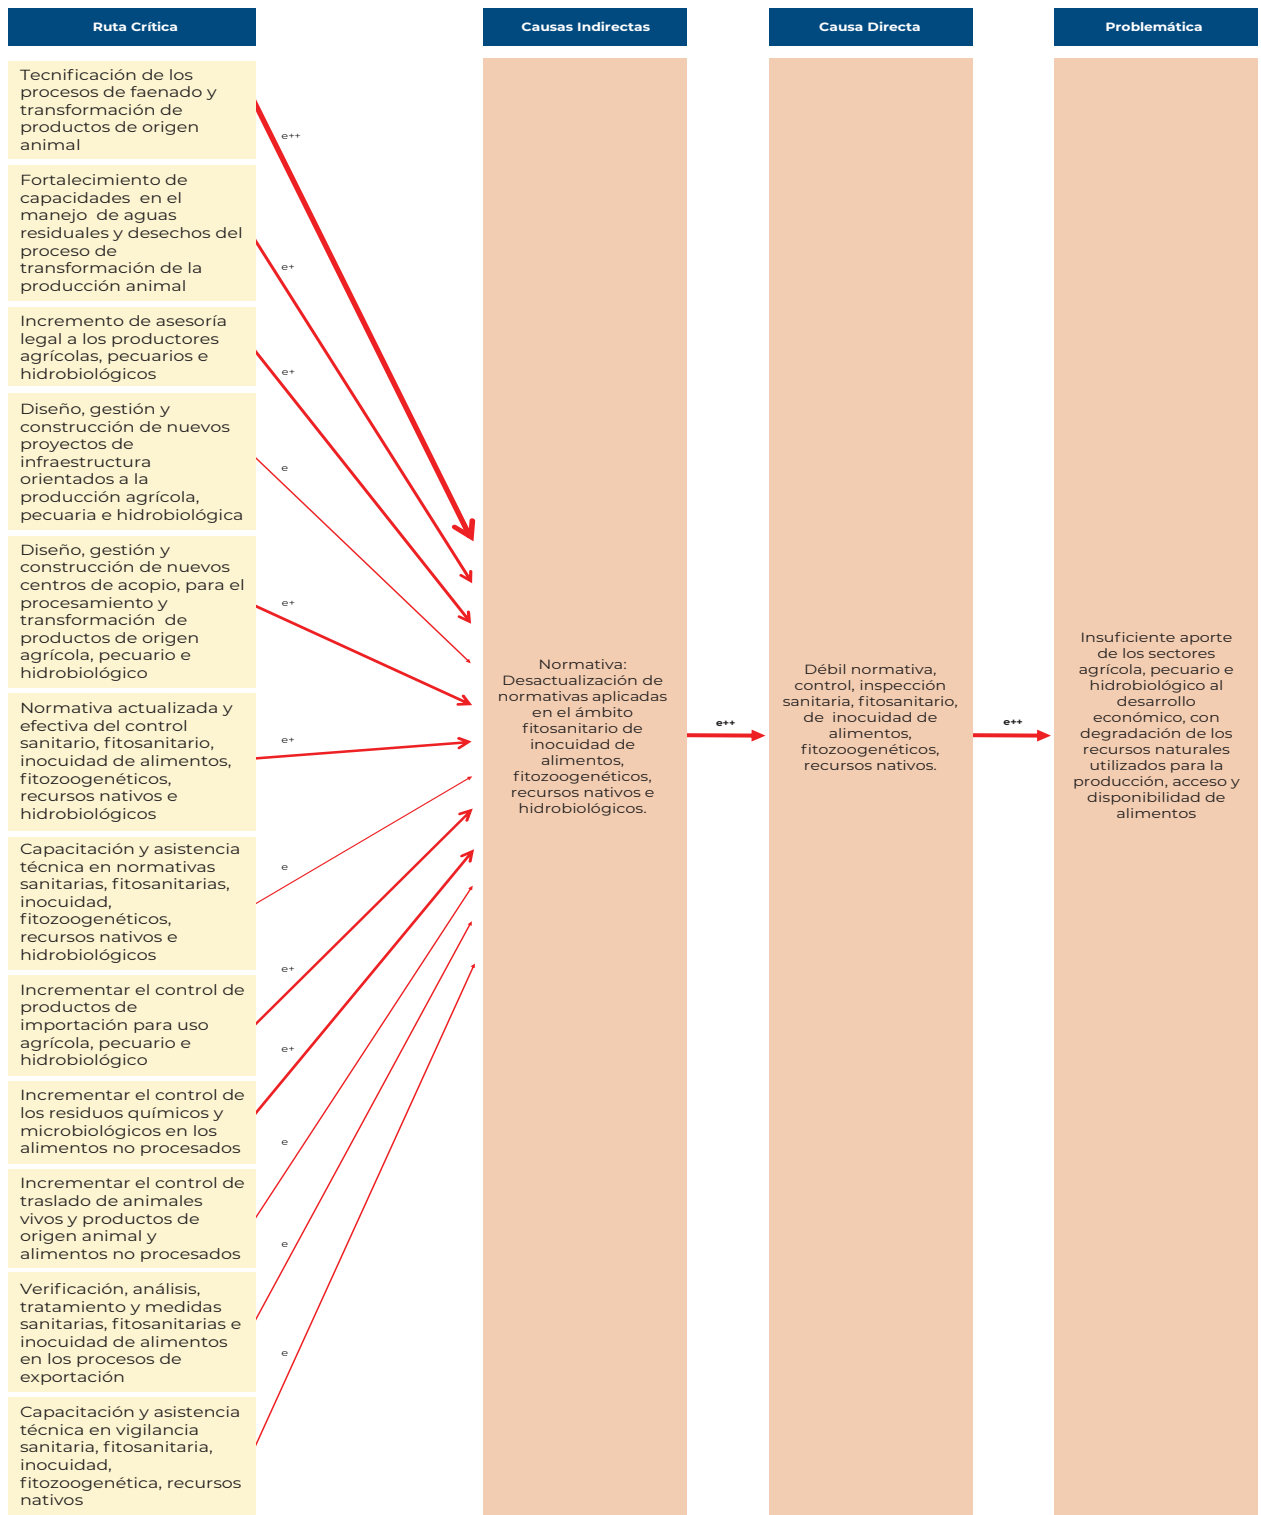 Ruta Crítica
Causas Indirectas
Causa Directa
Problemática
Tecnificación de los
procesos de faenado y
transformación de
productos de origen
animal
e++
Fortalecimiento de
capacidades en el
manejo de aguas
residuales y desechos del
proceso de
transformación de la
producción animal
e+
Incremento de asesoría
legal a los productores
agrícolas, pecuarios e
hidrobiológicos
e+
Diseño, gestión y
construcción de nuevos
proyectos de
infraestructura
orientados a la
producción agrícola,
pecuaria e hidrobiológica
e
Diseño, gestión y
construcción de nuevos
centros de acopio, para el
procesamiento y
transformación de
productos de origen
agrícola, pecuario e
hidrobiológico
e+
Normativa actualizada y
efectiva del control
sanitario, fitosanitario,
inocuidad de alimentos,
fitozoogenéticos,
recursos nativos e
hidrobiológicos
e+
Capacitación y asistencia
técnica en normativas
sanitarias, fitosanitarias,
inocuidad,
fitozoogenéticos,
recursos nativos e
hidrobiológicos
e
Incrementar el control de
productos de
importación para uso
agrícola, pecuario e
hidrobiológico
e+
Incrementar el control de
los residuos químicos y
microbiológicos en los
alimentos no procesados
e+
Incrementar el control de
traslado de animales
vivos y productos de
origen animal y
alimentos no procesados
e
Verificación, análisis,
tratamiento y medidas
sanitarias, fitosanitarias e
inocuidad de alimentos
en los procesos de
exportación
e
Capacitación y asistencia
técnica en vigilancia
sanitaria, fitosanitaria,
inocuidad,
fitozoogenética, recursos
nativos
e
Normativa:
Desactualización de
normativas aplicadas
en el ámbito
fitosanitario de
inocuidad de
alimentos,
fitozoogenéticos,
recursos nativos e
hidrobiológicos.
e++
Débil normativa,
control, inspección
sanitaria, fitosanitario,
de inocuidad de
alimentos,
fitozoogenéticos,
recursos nativos.
e++
Insuficiente aporte
de los sectores
agrícola, pecuario e
hidrobiológico al
desarrollo
económico, con
degradación de los
recursos naturales
utilizados para la
producción, acceso y
disponibilidad de
alimentos